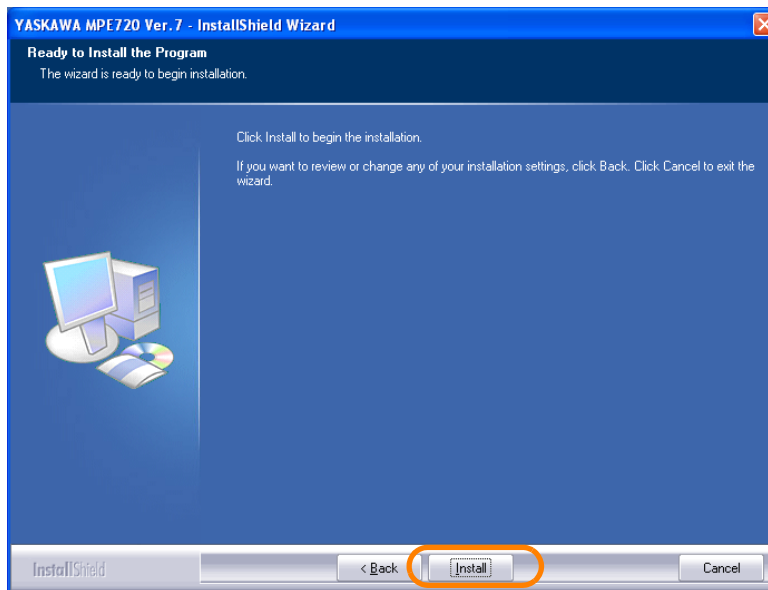 YASKAWA MPE720 Ver.7 - InstallShield Wizard
Ready to Install the Program
The wizard is ready to begin installation.
Click Install to begin the installation.
If you want to review or change any of your installation settings, click Back. Click Cancel to exit the
wizard.
InstallShield
< Back
Install
Cancel